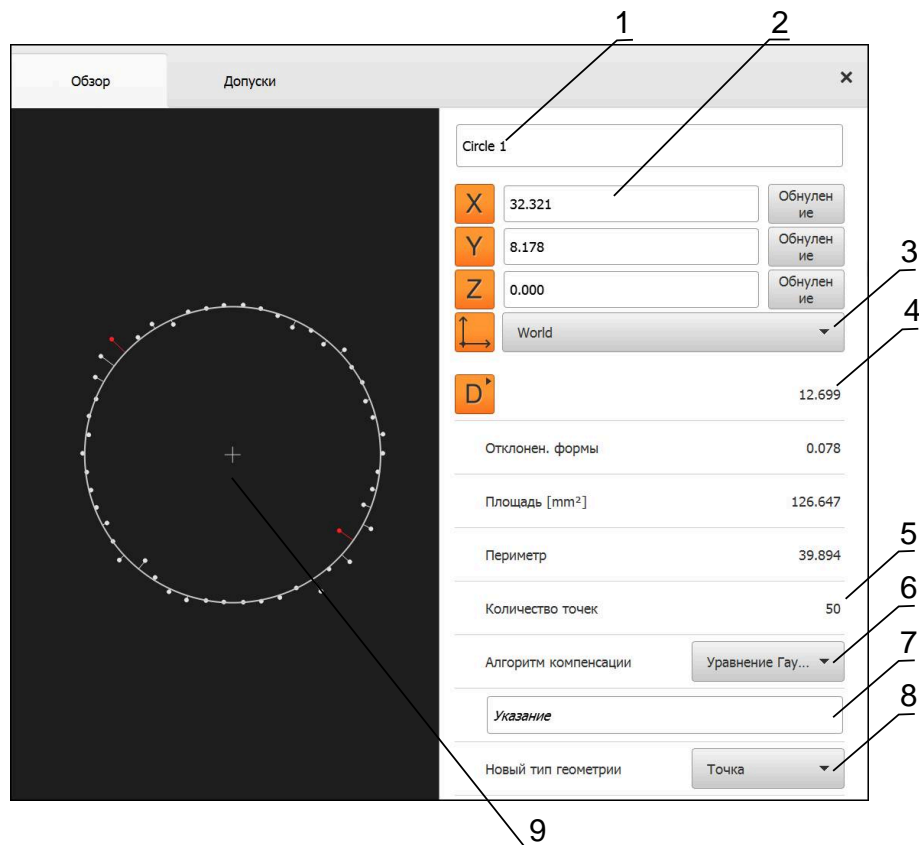 1 2
Обзор Допуски ×
Circle 1
X 32.321 Обнулен
ие
Y 8.178 Обнулен
ие
3
Z 0.000 Обнулен
ие
4
World
D 12.699
Отклонен. формы 0.078
Площадь [mm²] 126.647
5
Периметр 39.894
6
Количество точек 50
7
Алгоритм компенсации Уравнение Гау...
8
Указание
Новый тип геометрии Точка
9